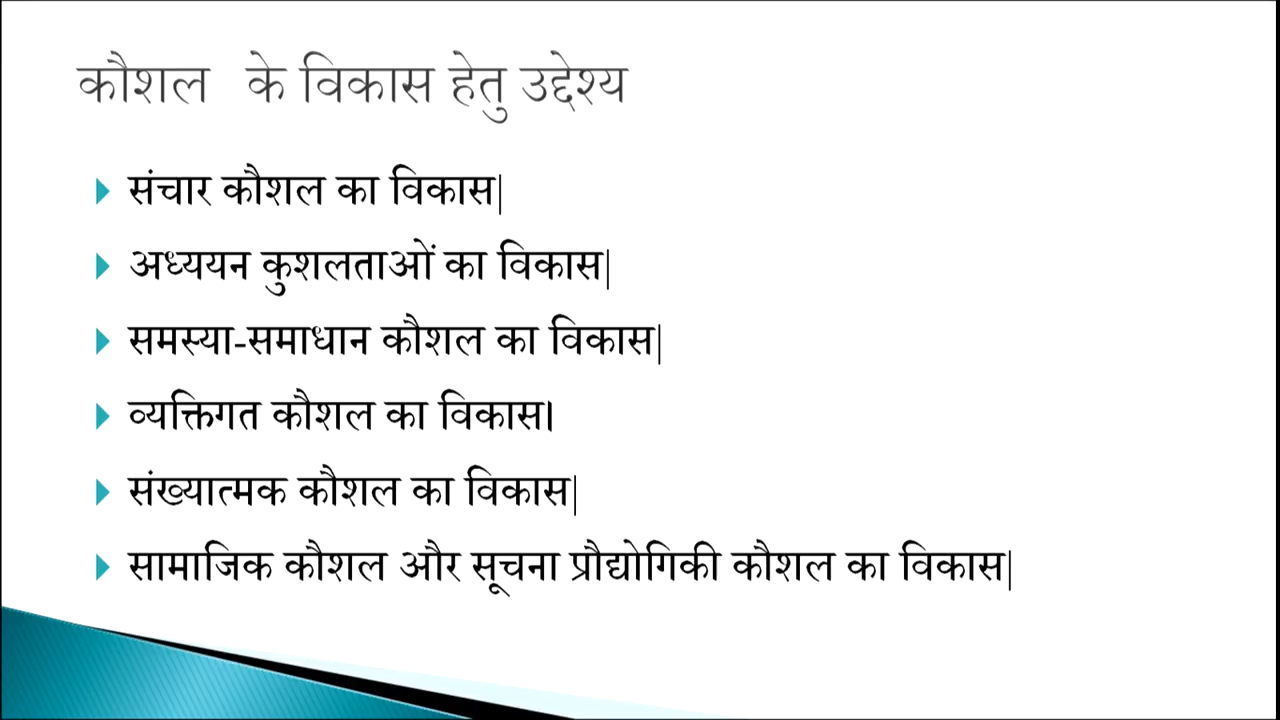 कौशल के विकास हेतु उद्देश्य
संचार कौशल का विकास|
अध्ययन कुशलताओं का विकास|
समस्या-समाधान कौशल का विकास|
व्यक्तिगत कौशल का विकास।
संख्यात्मक कौशल का विकास|
सामाजिक कौशल और सूचना प्रौद्योगिकी कौशल का विकास|